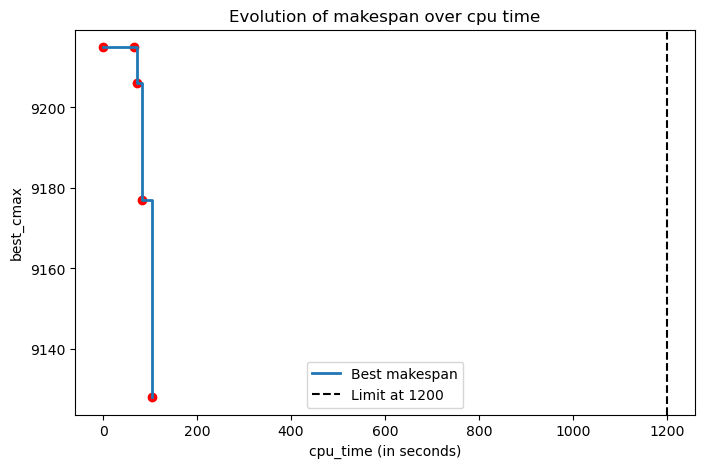 Evolution of makespan over cpu time
best_cmax
9200
9180
9160
9140
Best makespan
Limit at 1200
0
200
400
600
800
1000
1200
cpu_time (in seconds)